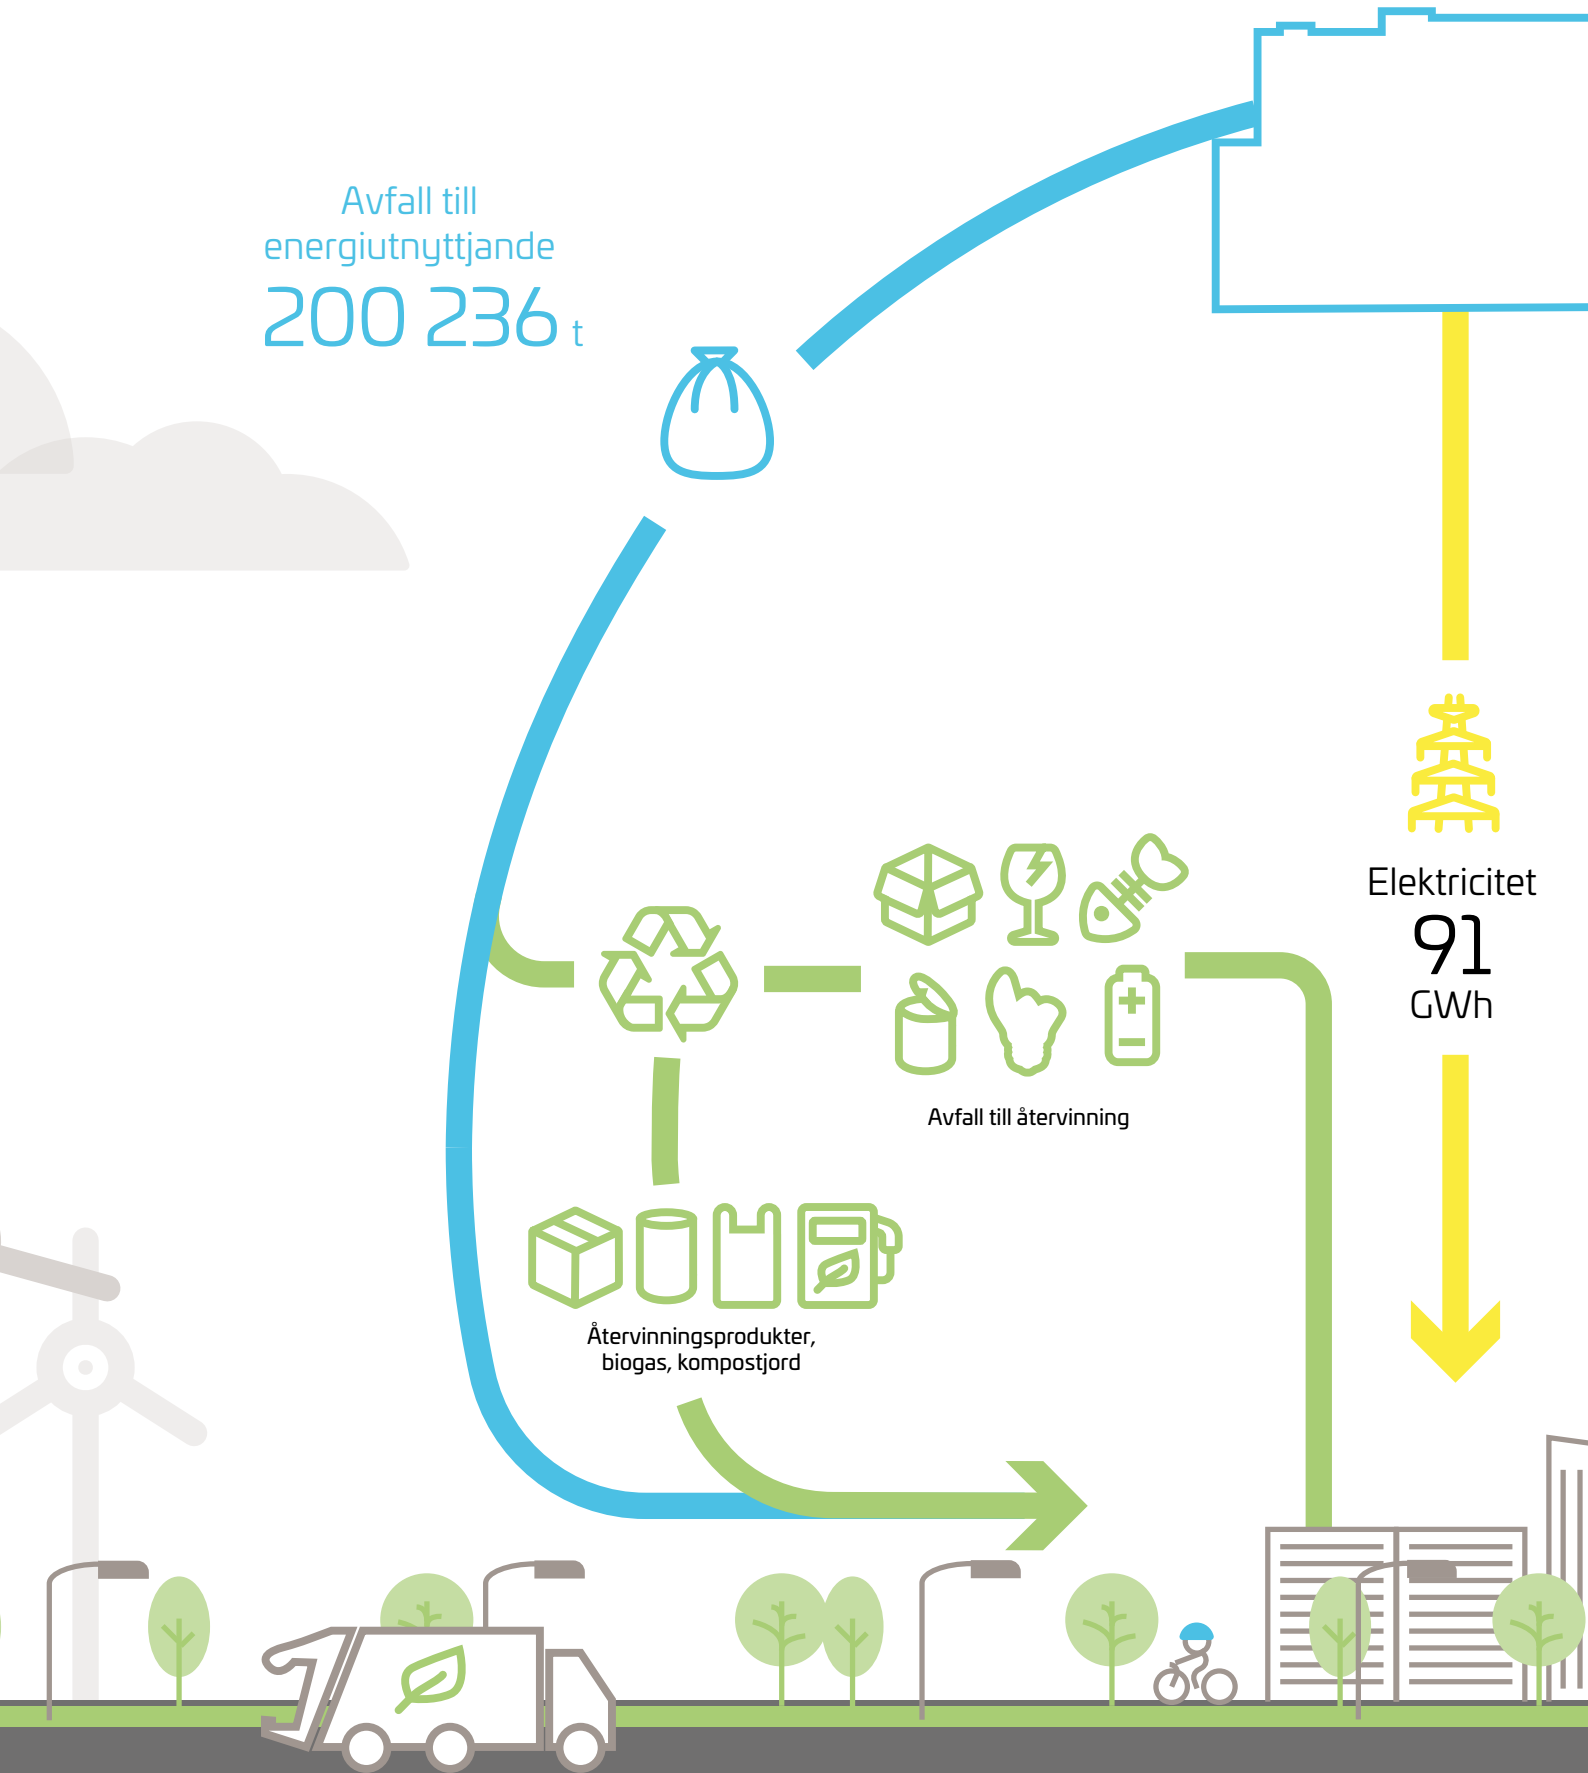 Avfall till
energiutnyttjande
200 236 t
Elektricitet
91
GWh
Avfall till återvinning
Återvinningsprodukter,
biogas, kompostjord